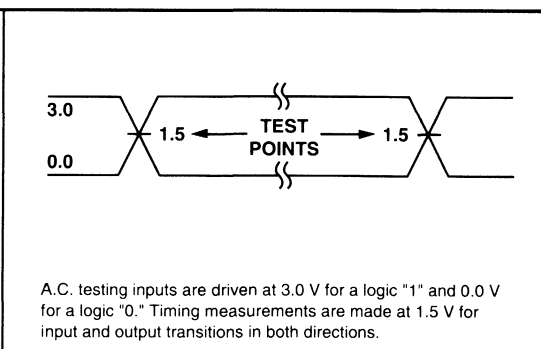 3.0
1.5 TEST 1.5
POINTS
0.0
A.C. testing inputs are driven at 3.0 V for a logic "1" and 0.0 V
for a logic "0." Timing measurements are made at 1.5 V for
input and output transitions in both directions.